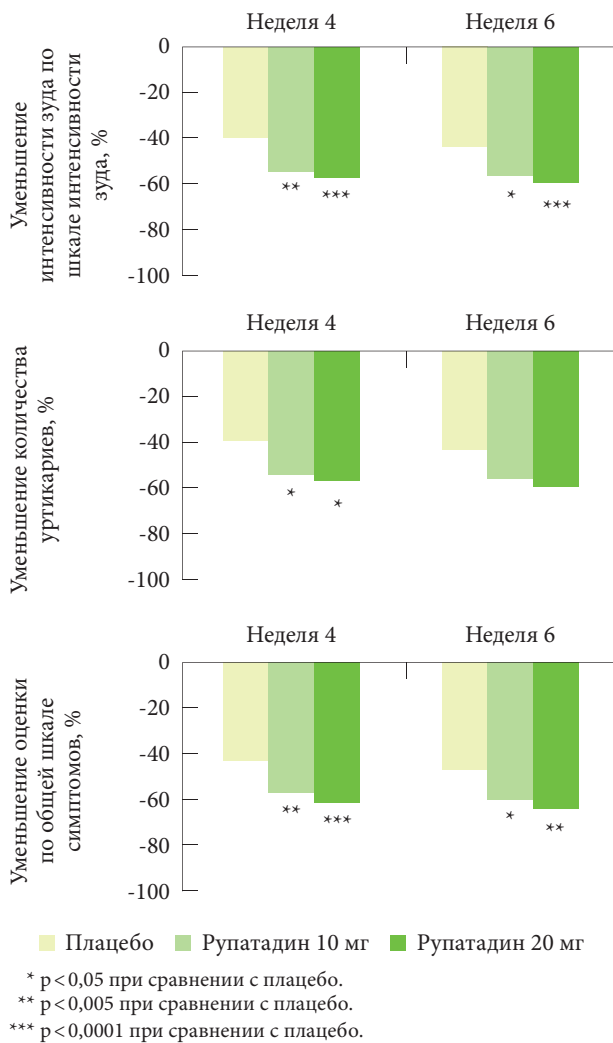 Неделя 4
Неделя 6
Уменьшение
интенсивности зуда по
шкале интенсивности
зуда, %
0
-20
-40
-60
-80
-100
**
***
*
***
Неделя 4
Неделя 6
Уменьшение количества
уртикариев, %
0
-20
-40
-60
-80
-100
*
*
Неделя 4
Неделя 6
Уменьшение оценки
по общей шкале
симптомов, %
0
-20
-40
-60
-80
-100
**
***
*
**
Плацебо Рупатадин 10 мг Рупатадин 20 мг
* p<0,05 при сравнении с плацебо.
** p<0,005 при сравнении с плацебо.
*** p<0,0001 при сравнении с плацебо.